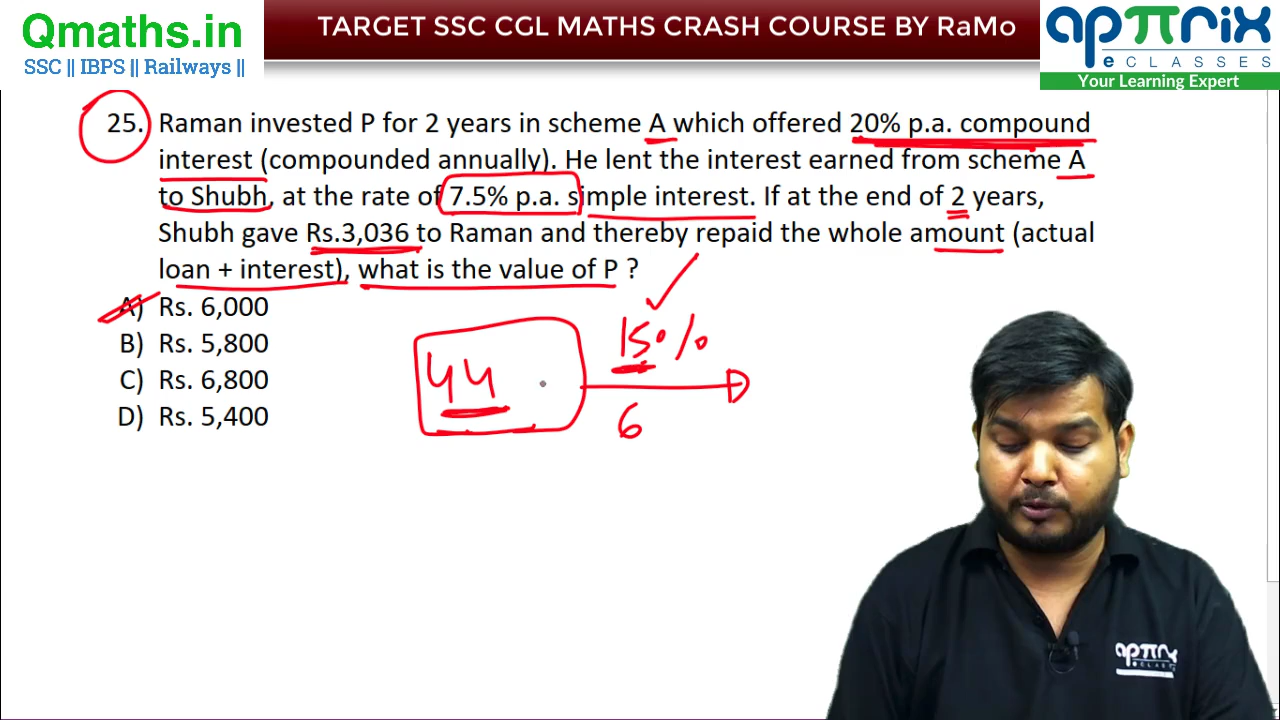 Qmaths.in
SSC || IBPS || Railways ||
TARGET SSC CGL MATHS CRASH COURSE BY RaMo
apπrix
e CLASSES
Your Learning Expert
25. Raman invested P for 2 years in scheme A which offered 20% p.a. compound
interest (compounded annually). He lent the interest earned from scheme A
to Shubh, at the rate of 7.5% p.a. simple interest. If at the end of 2 years,
Shubh gave Rs.3,036 to Raman and thereby repaid the whole amount (actual
loan + interest), what is the value of P ?
A) Rs. 6,000
B) Rs. 5,800
C) Rs. 6,800
D) Rs. 5,400
15%
44
6
apπrix
e CLASSES